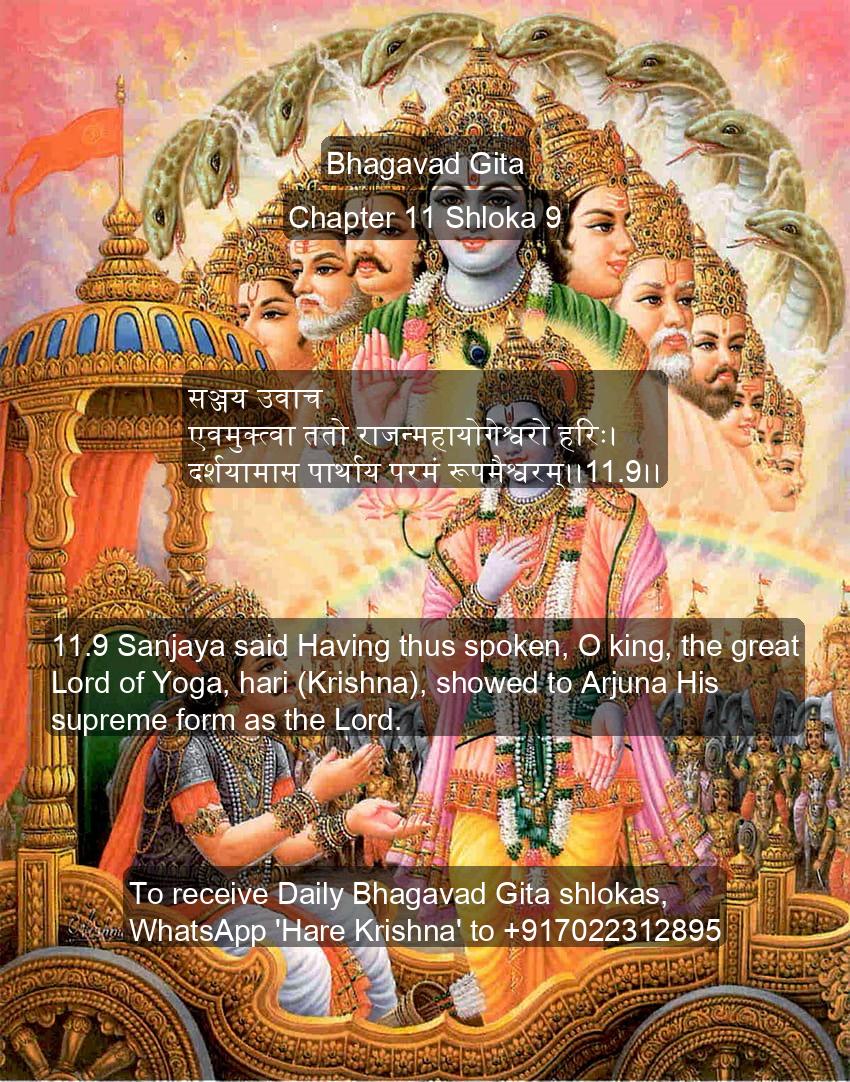 Bhagavad Gita
Chapter 11 Shloka 9
सञ्जय उवाच
एवमुक्त्वा ततो राजन्महायोगेश्वरो हरिः।
दर्शयामास पार्थाय परमं रूपमैश्वरम्।।11.9।।
11.9 Sanjaya said Having thus spoken, O king, the great
Lord of Yoga, hari (Krishna), showed to Arjuna His
supreme form as the Lord.
To receive Daily Bhagavad Gita shlokas,
WhatsApp 'Hare Krishna' to +917022312895